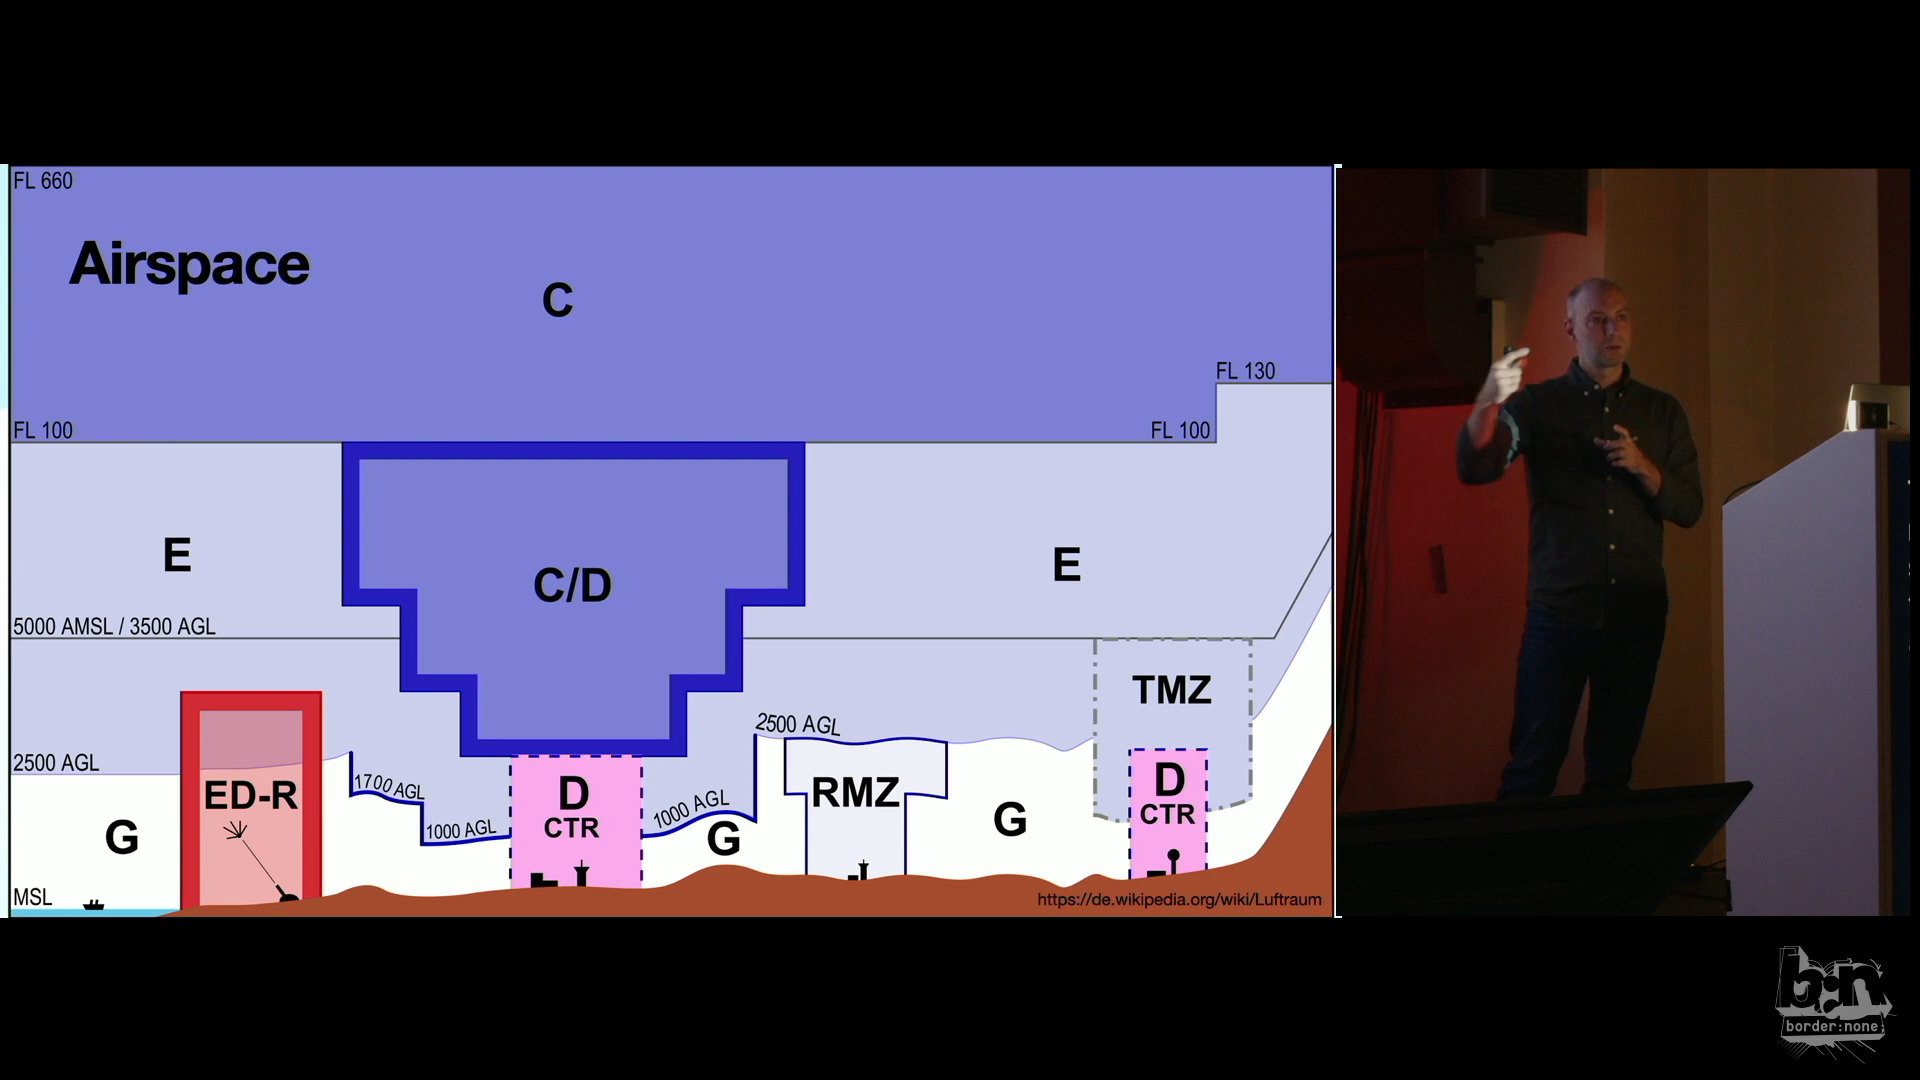 FL 660
Airspace
C
FL 130
FL 100
FL 100
E
C/D
E
5000 AMSL / 3500 AGL
TMZ
2500 AGL
2500 AGL
1700 AGL
ED-R
D
CTR
RMZ
D
CTR
1000 AGL
1000 AGL
G
G
G
MSL
https://de.wikipedia.org/wiki/Luftraum
b:n
border:none;